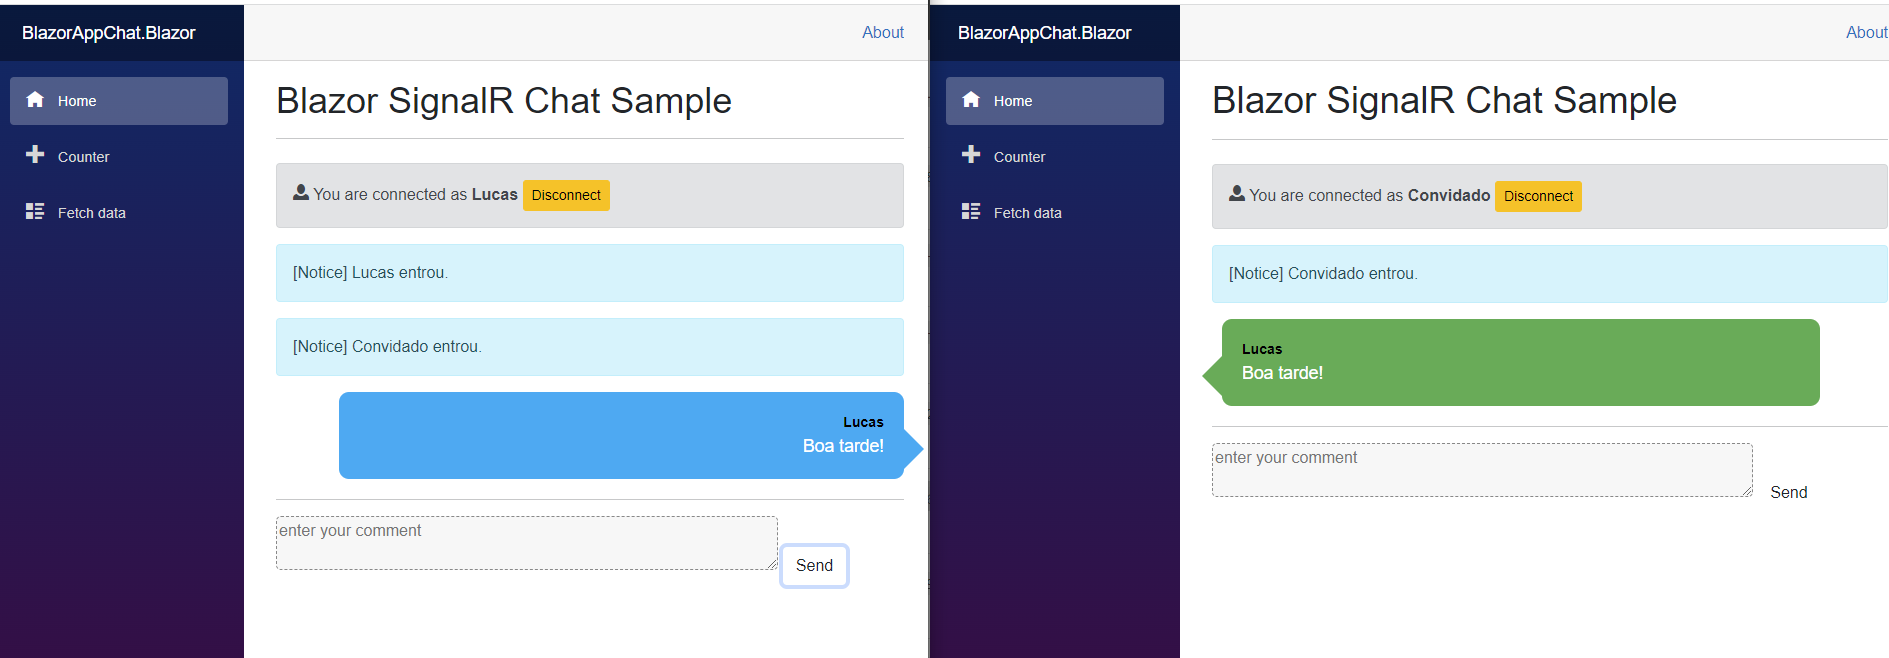 BlazorAppChat.Blazor
About
Home
Counter
Fetch data
Blazor SignalR Chat Sample
You are connected as Lucas Disconnect
[Notice] Lucas entrou.
[Notice] Convidado entrou.
Lucas
Boa tarde!
enter your comment
Send
BlazorAppChat.Blazor
About
Home
Counter
Fetch data
Blazor SignalR Chat Sample
You are connected as Convidado Disconnect
[Notice] Convidado entrou.
Lucas
Boa tarde!
enter your comment
Send